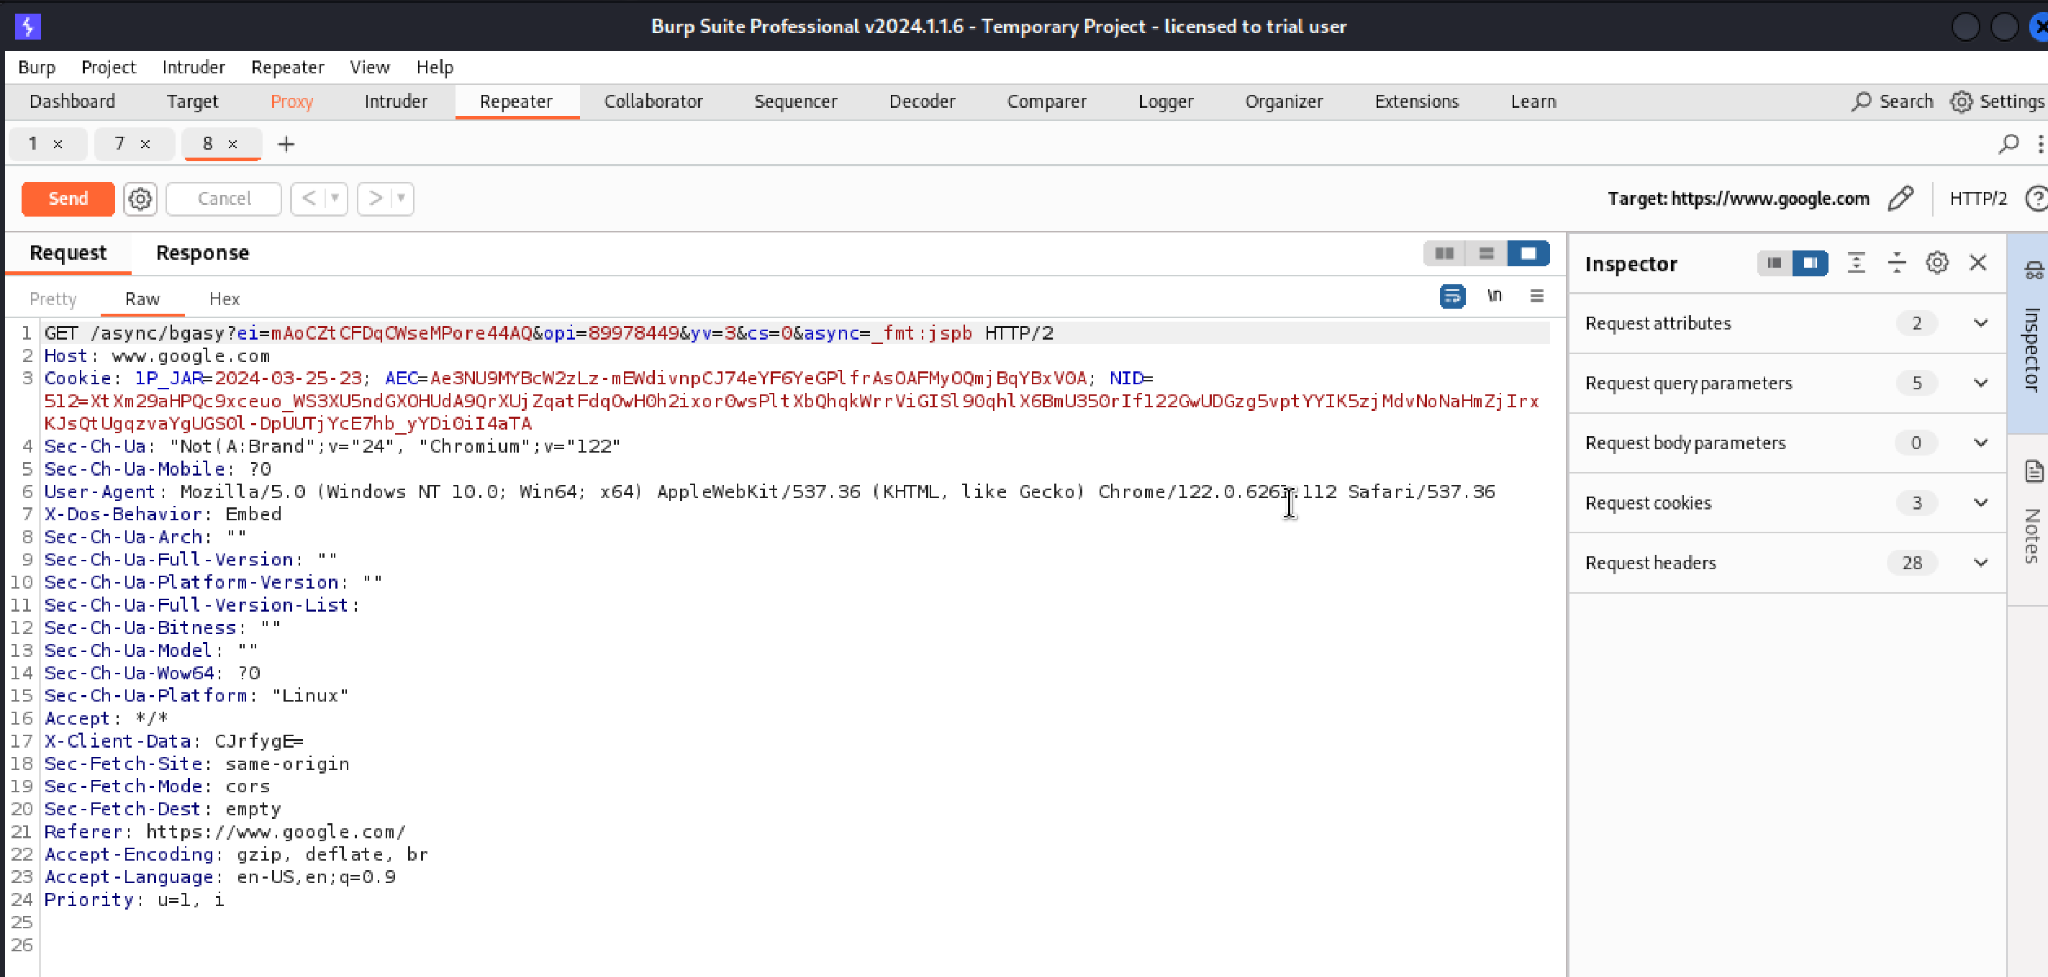 Burp Suite Professional v2024.1.1.6 - Temporary Project - licensed to trial user
Burp Project Intruder Repeater View Help
Dashboard Target Proxy Intruder Repeater Collaborator Sequencer Decoder Comparer Logger Organizer Extensions Learn Search Settings
1 × 7 × 8 × +
Send Cancel < > Target: https://www.google.com HTTP/2
Request Response
Inspector
Pretty Raw Hex \n
1 GET /async/bgasy?ei=mAoCZtCFDqCWseMPore44AQ&opi=89978449&yv=3&cs=0&async=_fmt:jspb HTTP/2
2 Host: www.google.com
3 Cookie: 1P_JAR=2024-03-25-23; AEC=Ae3NU9MYBcW2zLz-mEWdivnpCJ74eYF6YeGPlfrAsOAFMyOQmjBqYBxV0A; NID=
512=XtXm29aHPQc9xceuo_WS3XU5ndGXOHUdA9QrXUjZqatFdqOwH0h2ixor0wsPltXbQhqkWrrViGISl90qhlX6BmU350rIf122GwUDGzg5vptYYIK5zjMdvNoNaHmZjIrx
KJsQtUgqzvaYgUGS0l-DpUUTjYcE7hb_yYDi0iI4aTA
4 Sec-Ch-Ua: "Not(A:Brand";v="24", "Chromium";v="122"
5 Sec-Ch-Ua-Mobile: ?0
6 User-Agent: Mozilla/5.0 (Windows NT 10.0; Win64; x64) AppleWebKit/537.36 (KHTML, like Gecko) Safari/537.36
7 X-Dos-Behavior: Embed
8 Sec-Ch-Ua-Arch: ""
9 Sec-Ch-Ua-Full-Version: ""
10 Sec-Ch-Ua-Platform-Version: ""
11 Sec-Ch-Ua-Full-Version-List:
12 Sec-Ch-Ua-Bitness: ""
13 Sec-Ch-Ua-Model: ""
14 Sec-Ch-Ua-Wow64: ?0
15 Sec-Ch-Ua-Platform: "Linux"
16 Accept: */*
17 X-Client-Data: CJrfygE=
18 Sec-Fetch-Site: same-origin
19 Sec-Fetch-Mode: cors
20 Sec-Fetch-Dest: empty
21 Referer: https://www.google.com/
22 Accept-Encoding: gzip, deflate, br
23 Accept-Language: en-US,en;q=0.9
24 Priority: u=1, i
25
26
Request attributes 2
Request query parameters 5
Request body parameters 0
Request cookies 3
Request headers 28
Inspector
Notes